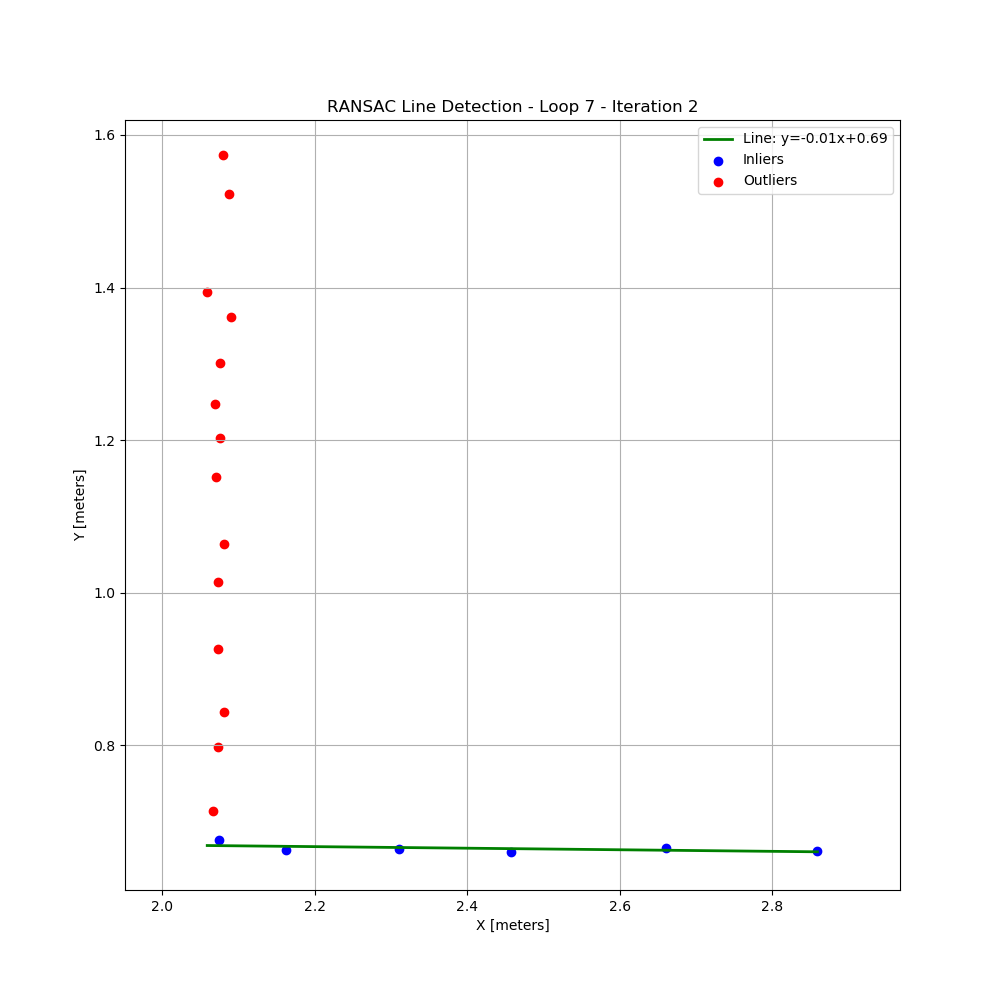 RANSAC Line Detection - Loop 7 - Iteration 2
Line: y=-0.01x+0.69
Inliers
Outliers
1.6
1.4
1.2
1.0
0.8
Y [meters]
2.0 2.2 2.4 2.6 2.8
X [meters]